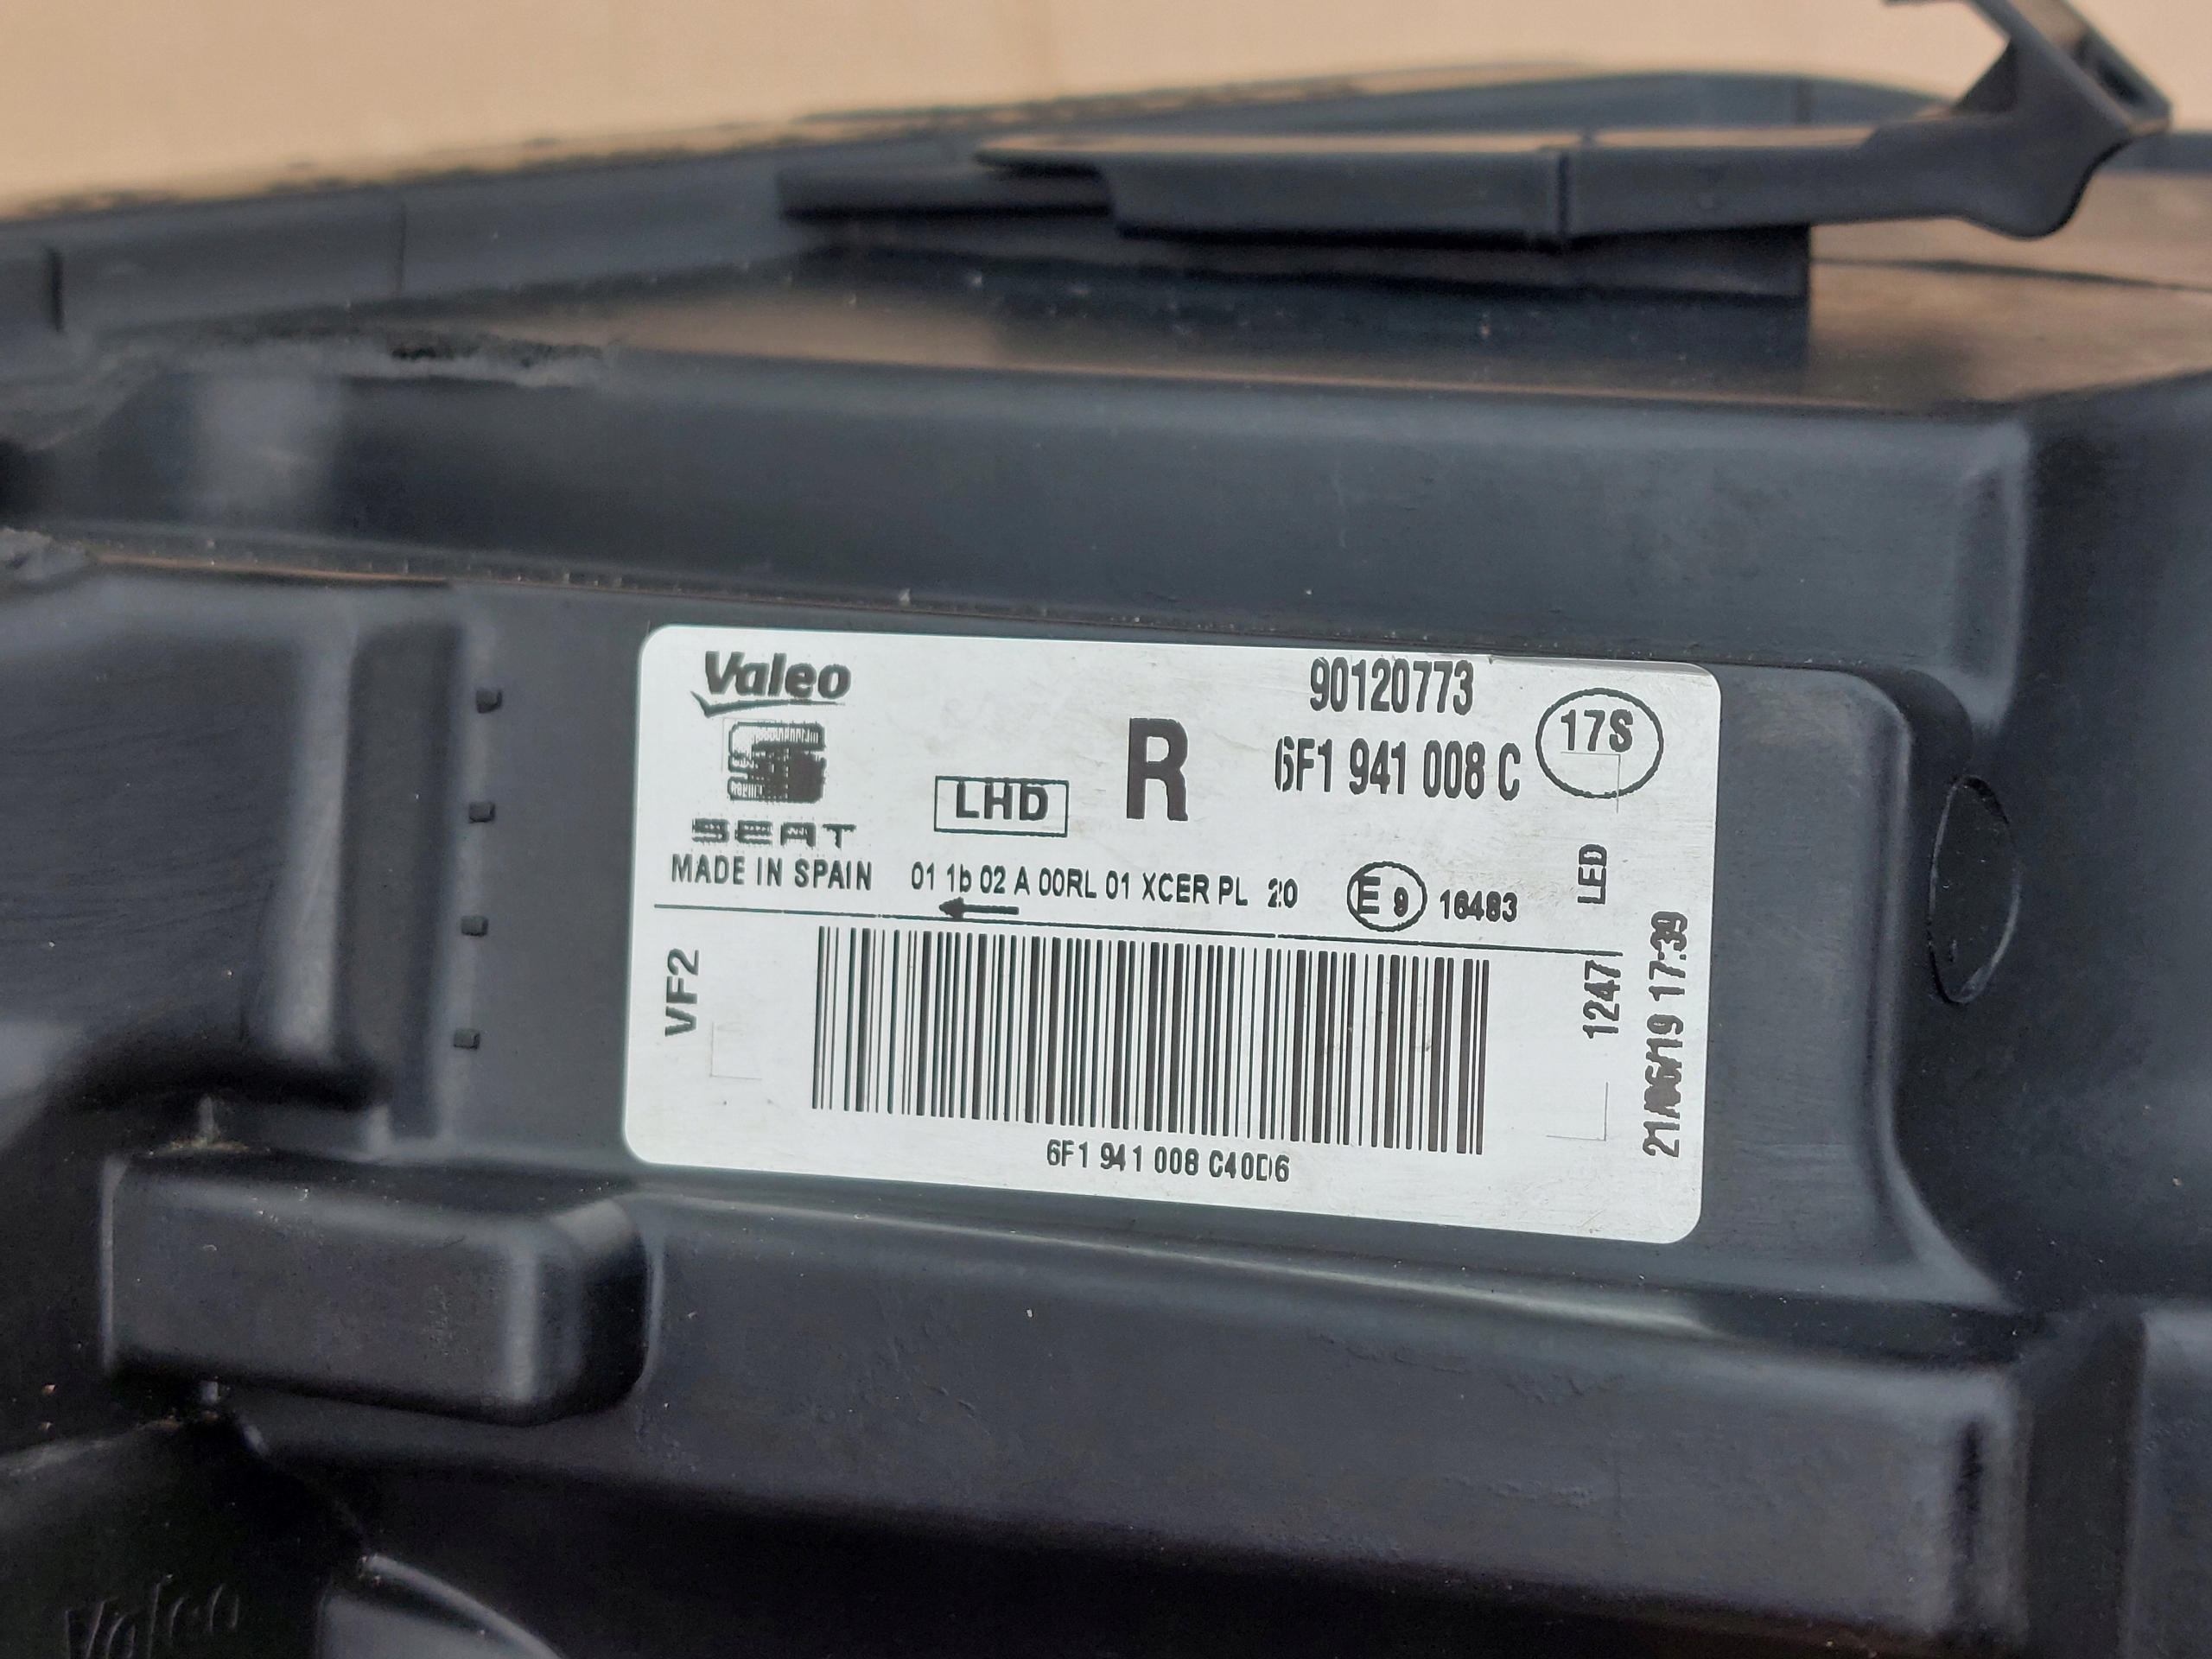 Valeo
SEAT
MADE IN SPAIN
LHD
R
90120773
6F1 941 008 C
17S
01 1b 02 A 00RL 01 XCER PL 20
E 9 16483
LED
VF2
1247
21/06/19 17:39
6F1 941 008 C40D6
Valeo